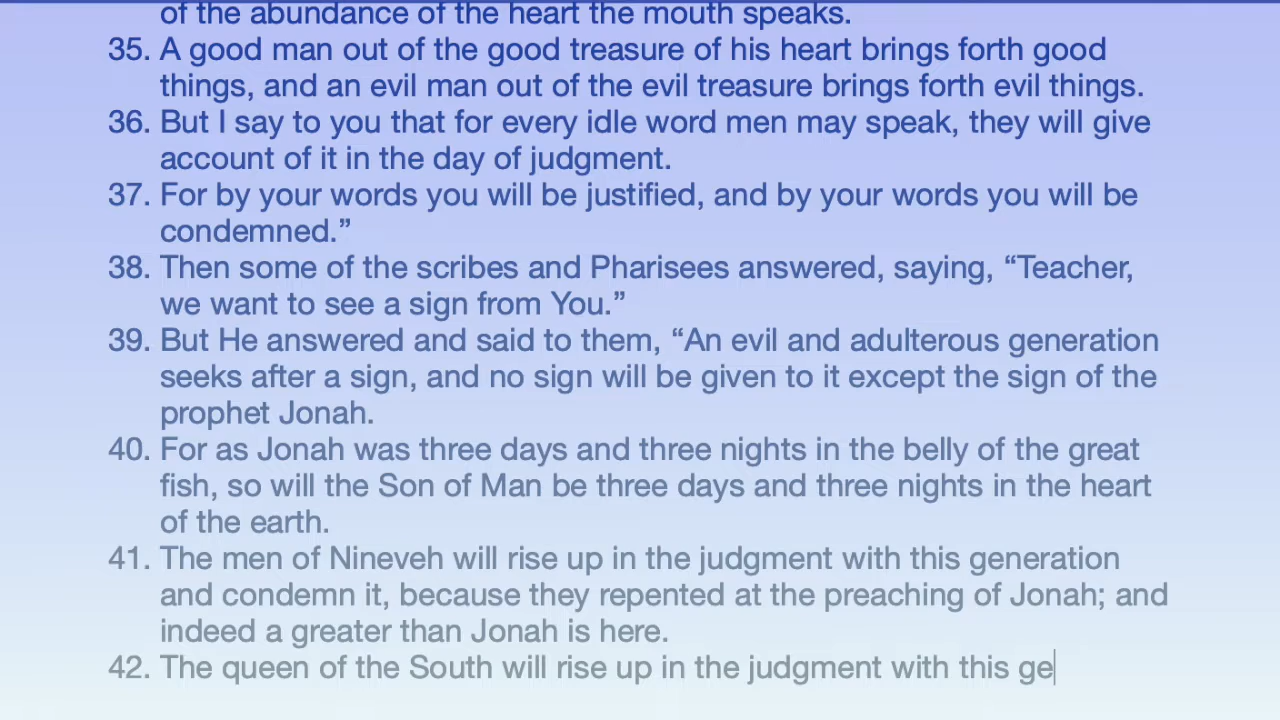 of the abundance of the heart the mouth speaks.
35. A good man out of the good treasure of his heart brings forth good
things, and an evil man out of the evil treasure brings forth evil things.
36. But I say to you that for every idle word men may speak, they will give
account of it in the day of judgment.
37. For by your words you will be justified, and by your words you will be
condemned.”
38. Then some of the scribes and Pharisees answered, saying, “Teacher,
we want to see a sign from You.”
39. But He answered and said to them, “An evil and adulterous generation
seeks after a sign, and no sign will be given to it except the sign of the
prophet Jonah.
40. For as Jonah was three days and three nights in the belly of the great
fish, so will the Son of Man be three days and three nights in the heart
of the earth.
41. The men of Nineveh will rise up in the judgment with this generation
and condemn it, because they repented at the preaching of Jonah; and
indeed a greater than Jonah is here.
42. The queen of the South will rise up in the judgment with this ge